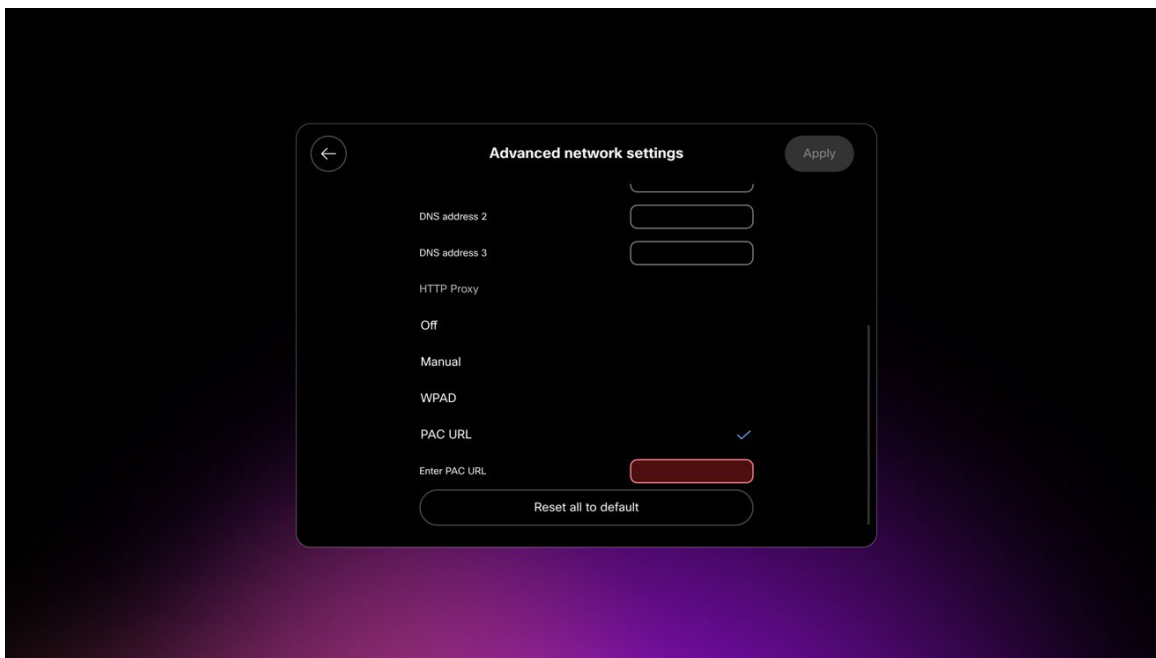 Advanced network settings
Apply
DNS address 2
DNS address 3
HTTP Proxy
Off
Manual
WPAD
PAC URL
Enter PAC URL
Reset all to default